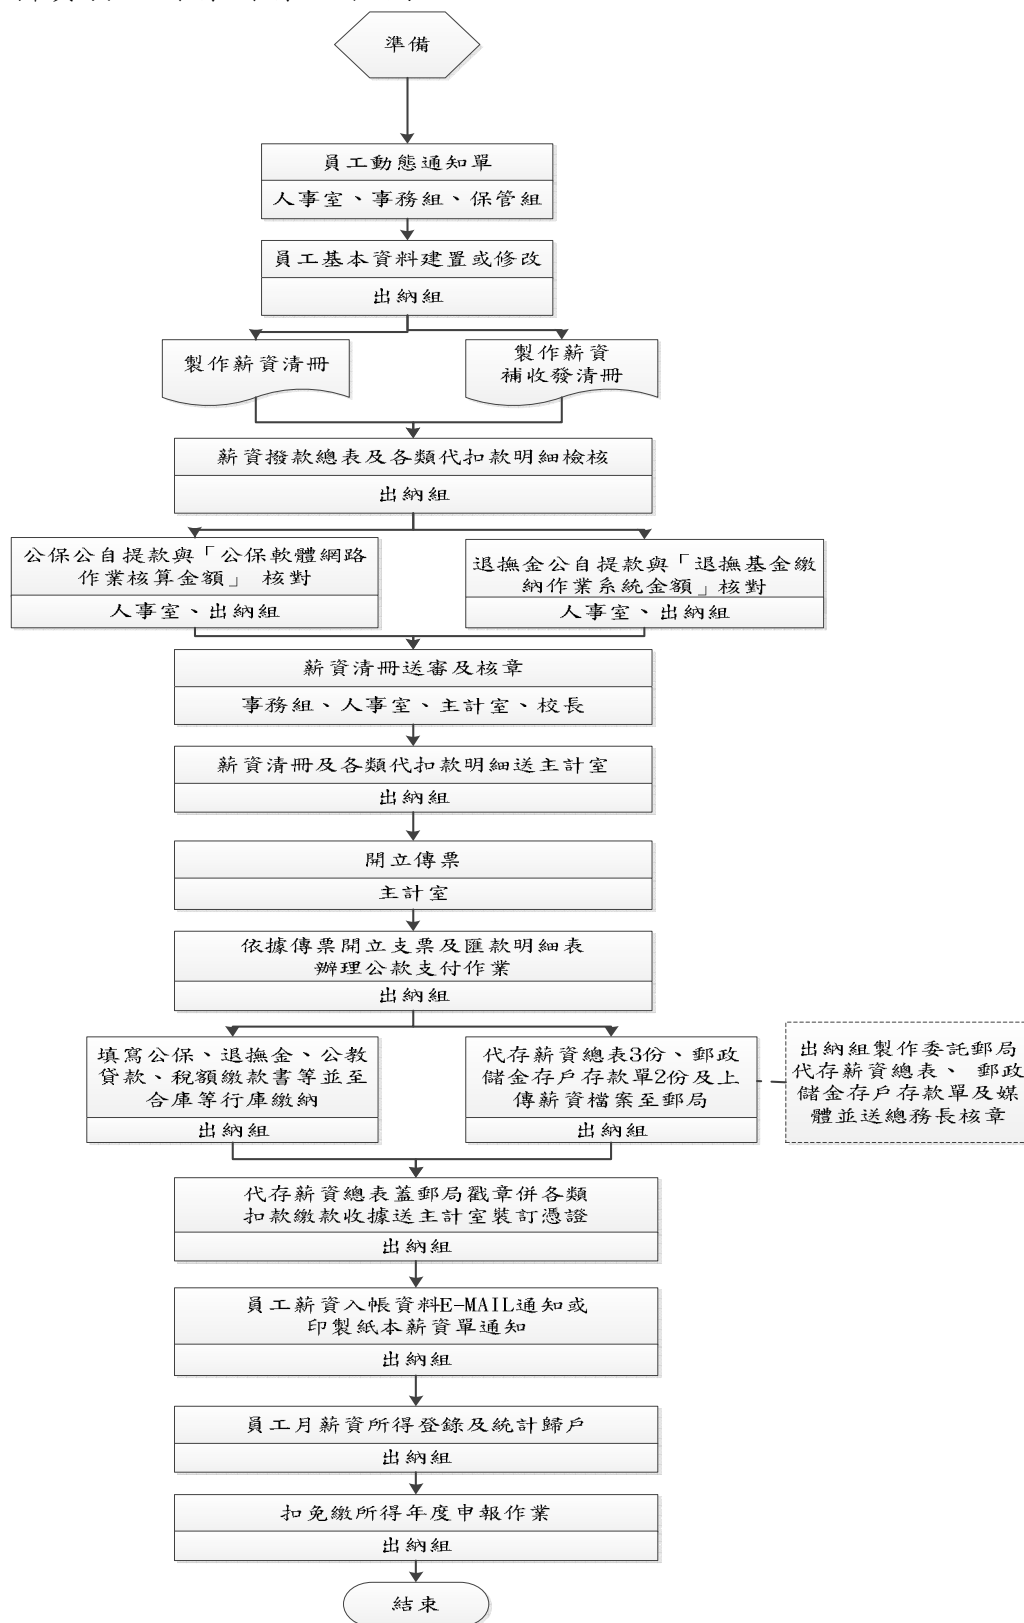 準備
員工動態通知單
人事室、事務組、保管組
員工基本資料建置或修改
出納組
製作薪資清冊
製作薪資
補收發清冊
薪資撥款總表及各類代扣款明細檢核
出納組
公保公自提款與「公保軟體網路
作業核算金額」 核對
人事室、出納組
退撫金公自提款與「退撫基金繳
納作業系統金額」核對
人事室、出納組
薪資清冊送審及核章
事務組、人事室、主計室、校長
薪資清冊及各類代扣款明細送主計室
出納組
開立傳票
主計室
依據傳票開立支票及匯款明細表
辦理公款支付作業
出納組
填寫公保、退撫金、公教
貸款、稅額繳款書等並至
合庫等行庫繳納
出納組
代存薪資總表3份、郵政
儲金存戶存款單2份及上
傳薪資檔案至郵局
出納組
出納組製作委託郵局
代存薪資總表、 郵政
儲金存戶存款單及媒
體並送總務長核章
代存薪資總表蓋郵局戳章併各類
扣款繳款收據送主計室裝訂憑證
出納組
員工薪資入帳資料E-MAIL通知或
印製紙本薪資單通知
出納組
員工月薪資所得登錄及統計歸戶
出納組
扣免繳所得年度申報作業
出納組
結束